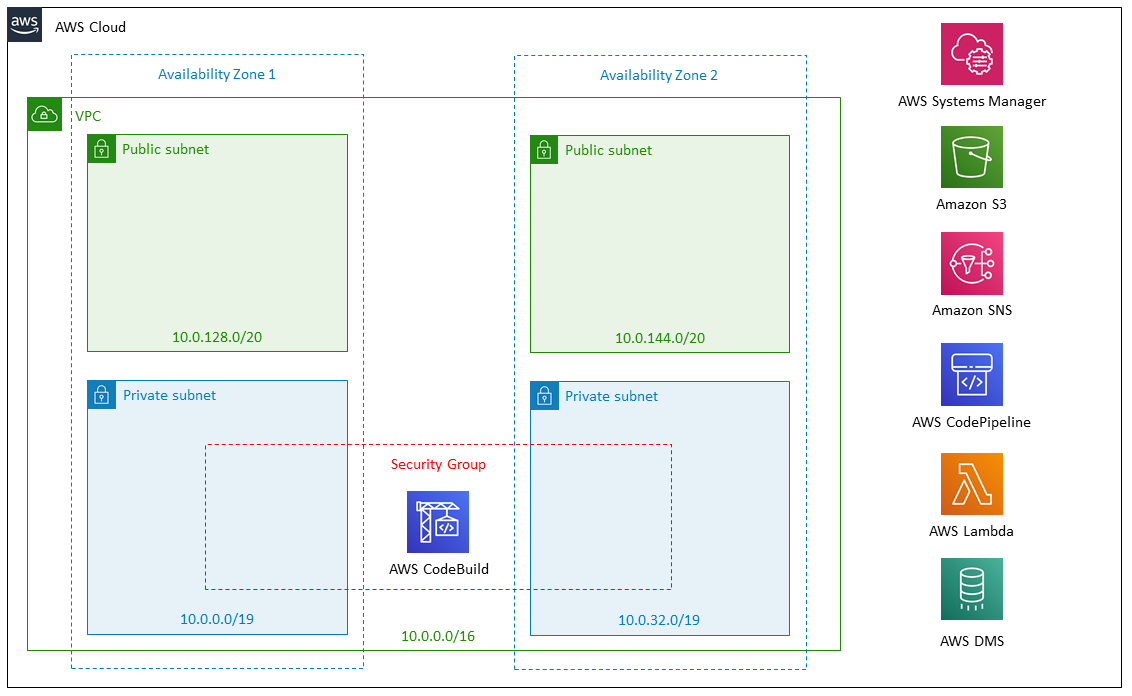 aws
AWS Cloud
Availability Zone 1
Availability Zone 2
VPC
Public subnet
10.0.128.0/20
Public subnet
10.0.144.0/20
Private subnet
10.0.0.0/19
Private subnet
10.0.32.0/19
Security Group
</>
AWS CodeBuild
10.0.0.0/16
AWS Systems Manager
Amazon S3
Amazon SNS
</>
AWS CodePipeline
AWS Lambda
AWS DMS